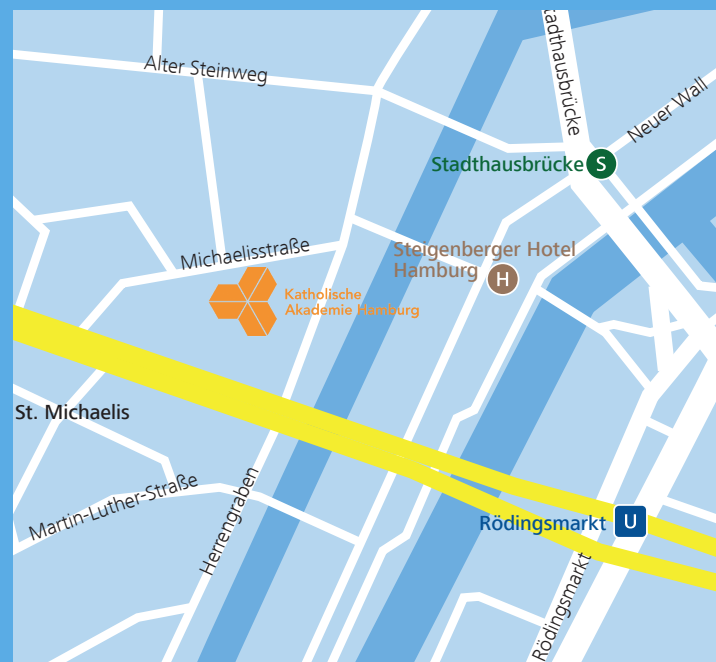 Alter Steinweg
Stadthausbrücke
Neuer Wall
Stadthausbrücke
S
Michaelisstraße
Steigenberger Hotel
Hamburg
H
Katholische
Akademie Hamburg
St. Michaelis
Martin-Luther-Straße
Herrengraben
Rödingsmarkt
U
Rödingsmarkt